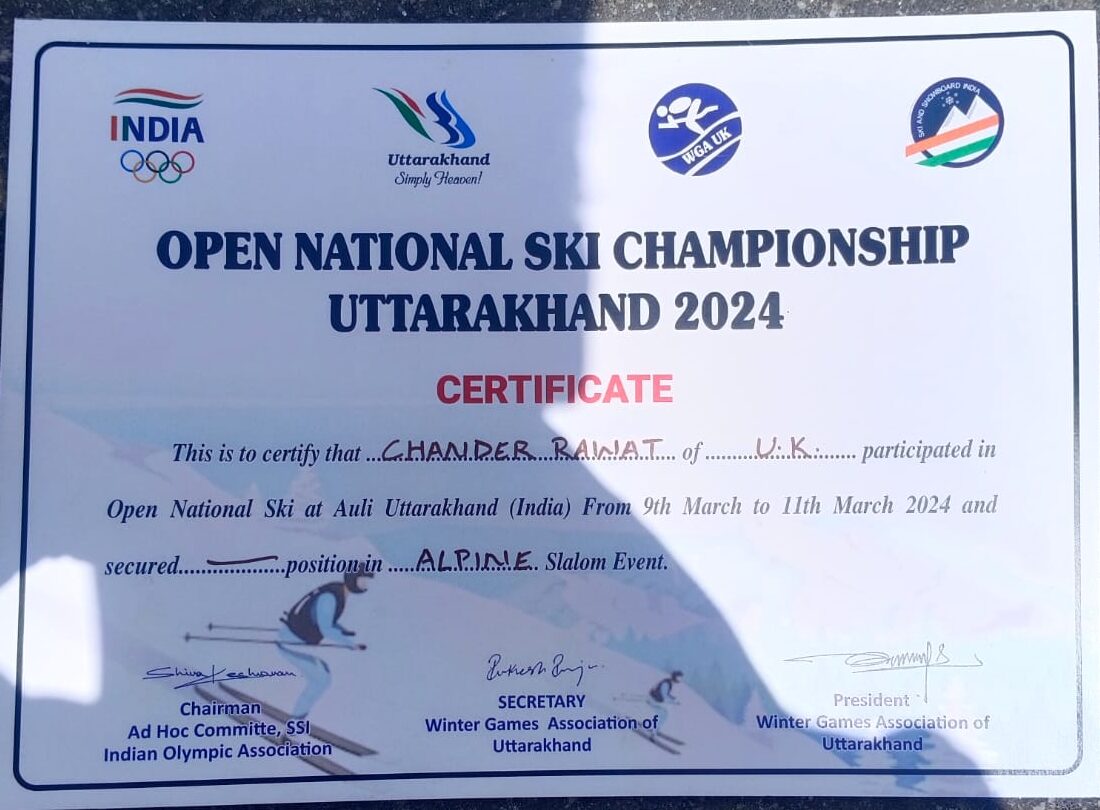 INDIA
Uttarakhand
Simply Heaven!
WGA UK
SKI AND SNOWBOARD INDIA
OPEN NATIONAL SKI CHAMPIONSHIP
UTTARAKHAND 2024
CERTIFICATE
This is to certify that ...CHANDER RAWAT... of .........U.K....... participated in
Open National Ski at Auli Uttarakhand (India) From 9th March to 11th March 2024 and
secured.....................position in .....ALPINE.. Slalom Event.
Shiva Keshavan
Chairman
Ad Hoc Committe, SSI
Indian Olympic Association
SECRETARY
Winter Games Association of
Uttarakhand
President
Winter Games Association of
Uttarakhand